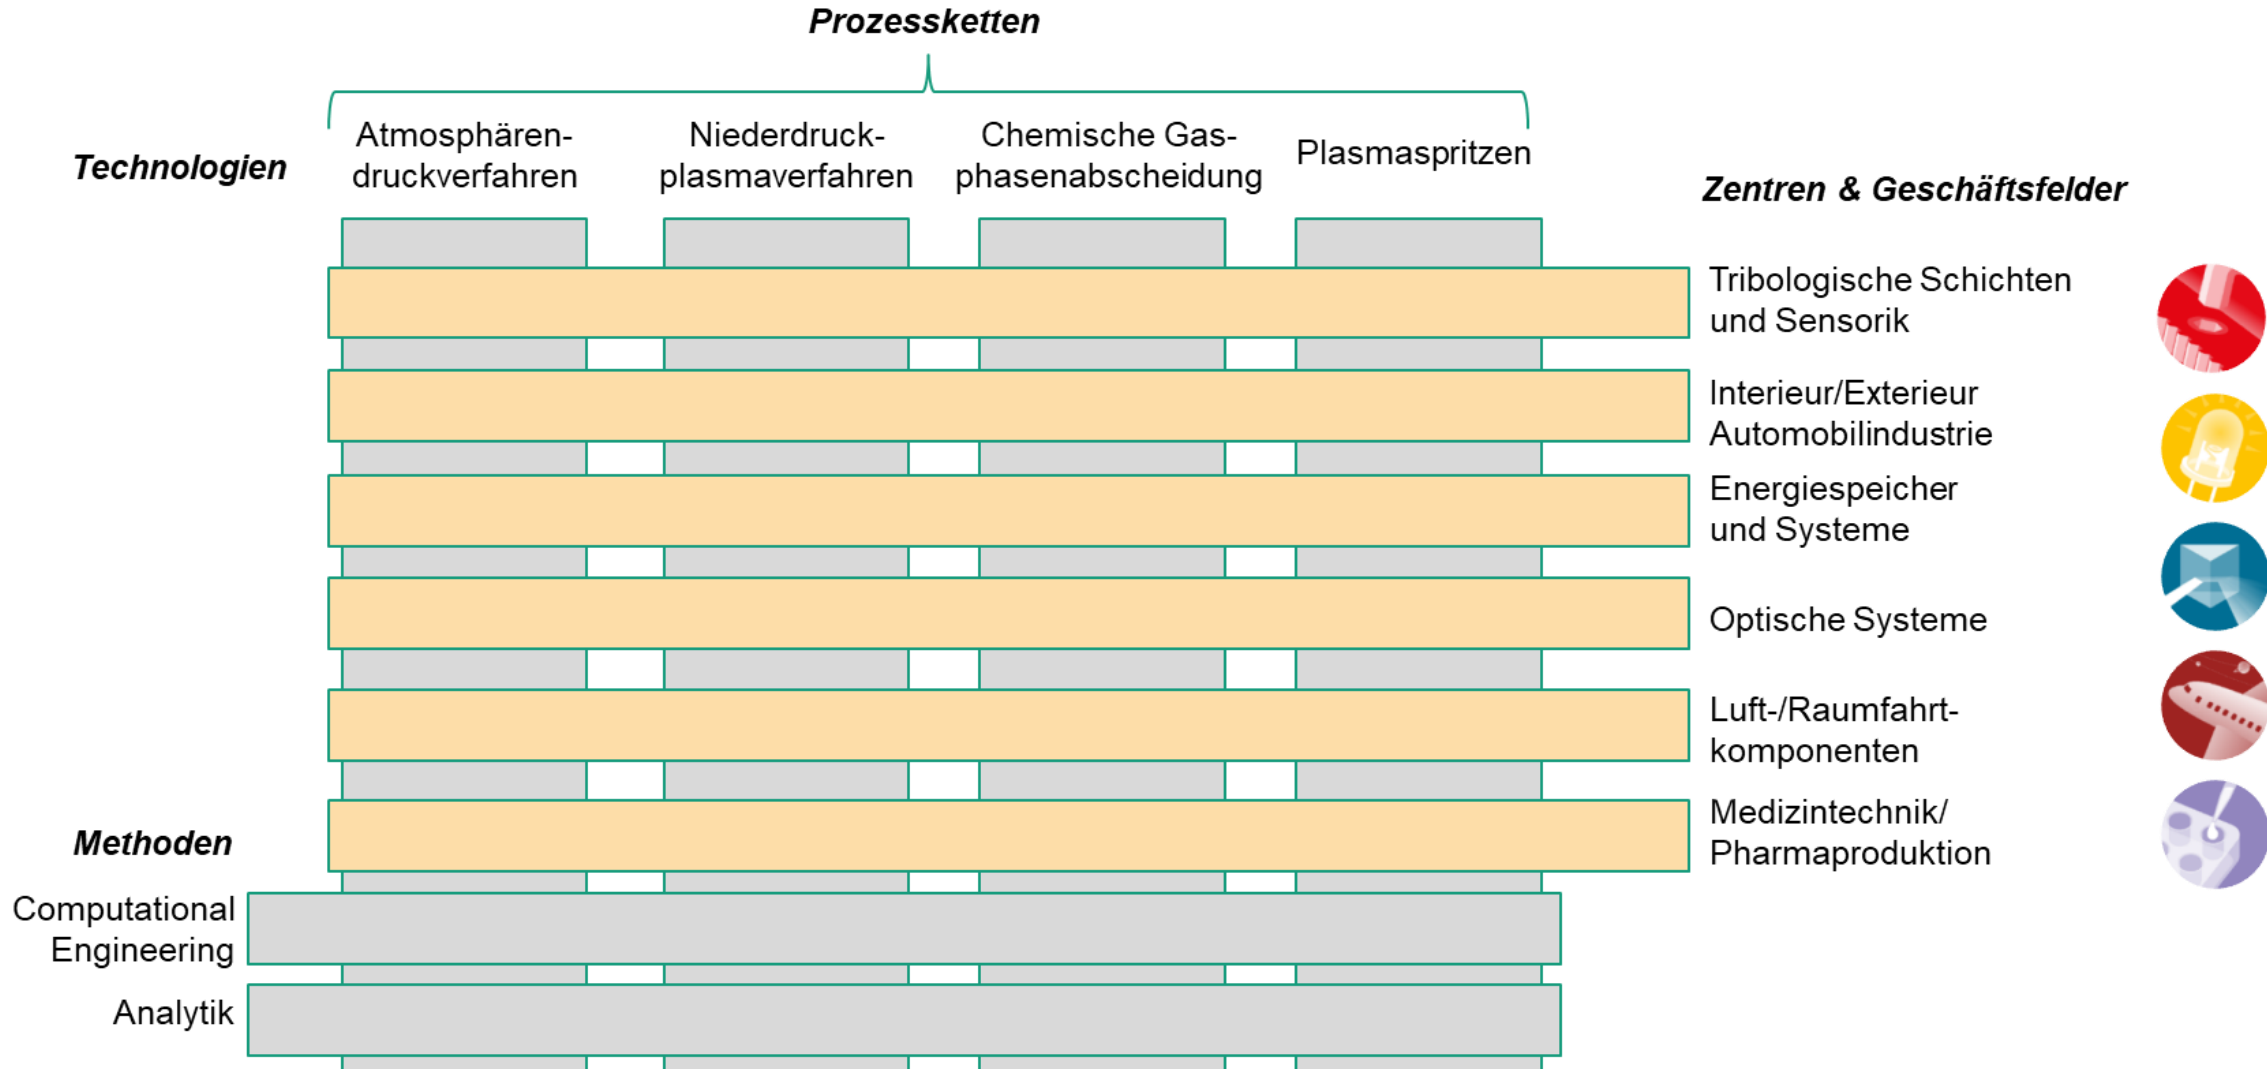 Prozessketten
Technologien
Atmosphären-
druckverfahren
Niederdruck-
plasmaverfahren
Chemische Gas-
phasenabscheidung
Plasmaspritzen
Zentren & Geschäftsfelder
Tribologische Schichten
und Sensorik
Interieur/Exterieur
Automobilindustrie
Energiespeicher
und Systeme
Optische Systeme
Luft-/Raumfahrt-
komponenten
Medizintechnik/
Pharmaproduktion
Methoden
Computational
Engineering
Analytik